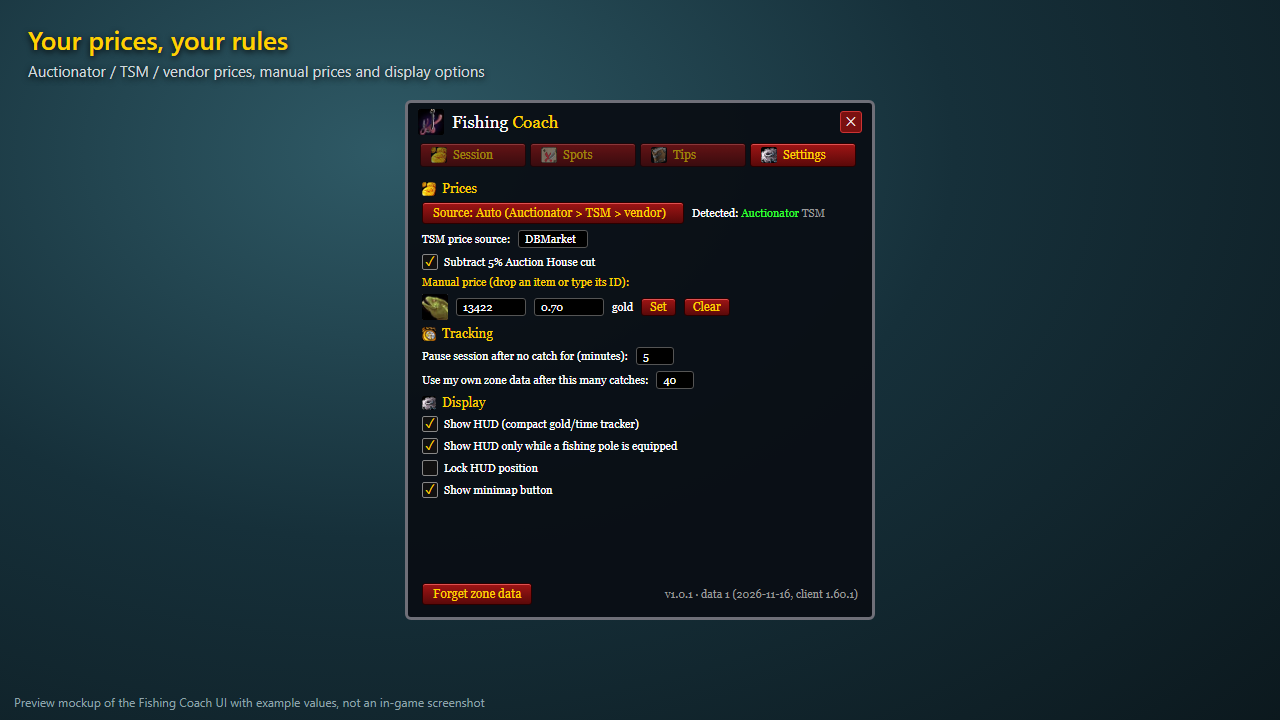 Your prices, your rules
Auctionator / TSM / vendor prices, manual prices and display options
Fishing Coach
Session Spots Tips Settings
Prices
Source: Auto (Auctionator > TSM > vendor) Detected: Auctionator TSM
TSM price source: DBMarket
Subtract 5% Auction House cut
Manual price (drop an item or type its ID):
13422 0.70 gold Set Clear
Tracking
Pause session after no catch for (minutes): 5
Use my own zone data after this many catches: 40
Display
Show HUD (compact gold/time tracker)
Show HUD only while a fishing pole is equipped
Lock HUD position
Show minimap button
Forget zone data v1.0.1 · data 1 (2026-11-16, client 1.60.1)
Preview mockup of the Fishing Coach UI with example values, not an in-game screenshot